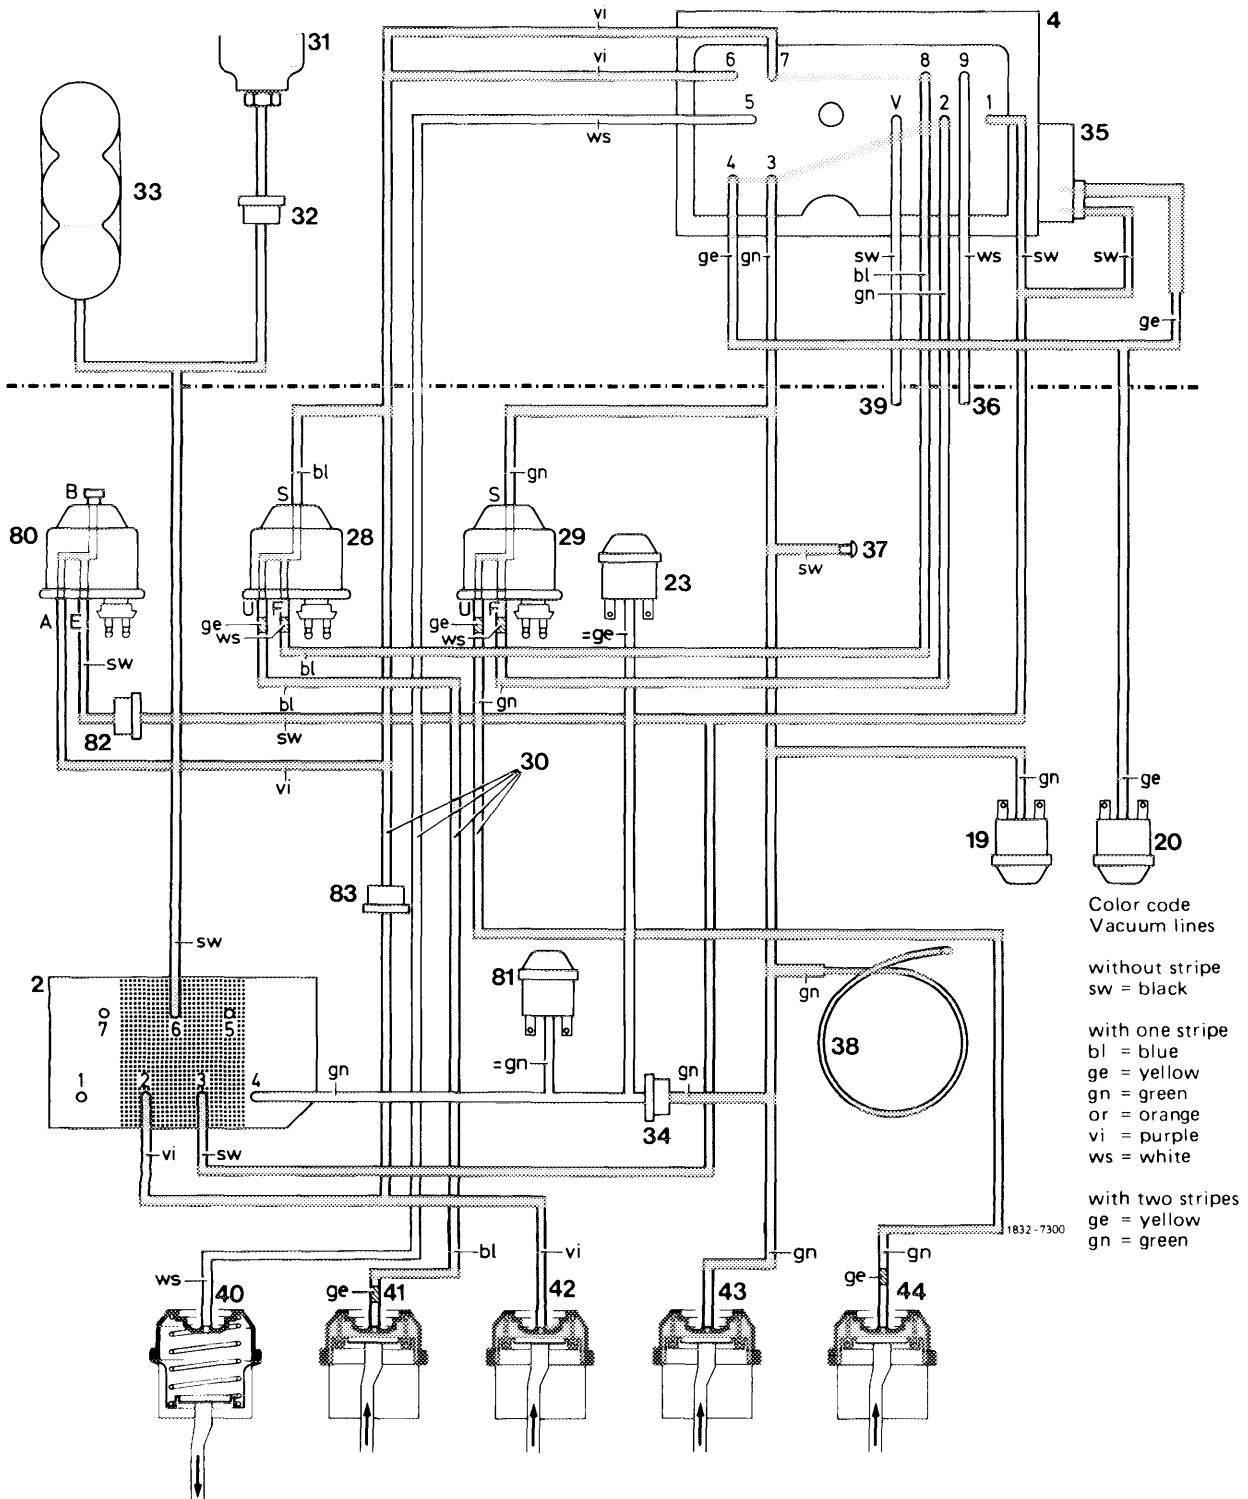 vi
4
31
6
7
8
9
vi
5
V
2
1
ws
35
33
32
4
3
ge
gn
sw
bl
gn
ws
sw
sw
ge
39
36
bl
gn
B
S
S
80
28
29
37
sw
23
A
E
U
F
U
F
ge
ws
ge
ws
=ge
sw
bl
bl
gn
82
sw
vi
30
gn
ge
19
20
83
Color code
Vacuum lines
without stripe
sw = black
with one stripe
bl = blue
ge = yellow
gn = green
or = orange
vi = purple
ws = white
with two stripes
ge = yellow
gn = green
sw
2
81
gn
7
6
5
=gn
38
1
2
3
4
gn
gn
34
vi
sw
1832-7300
ws
bl
vi
gn
gn
40
ge
41
42
43
ge
44